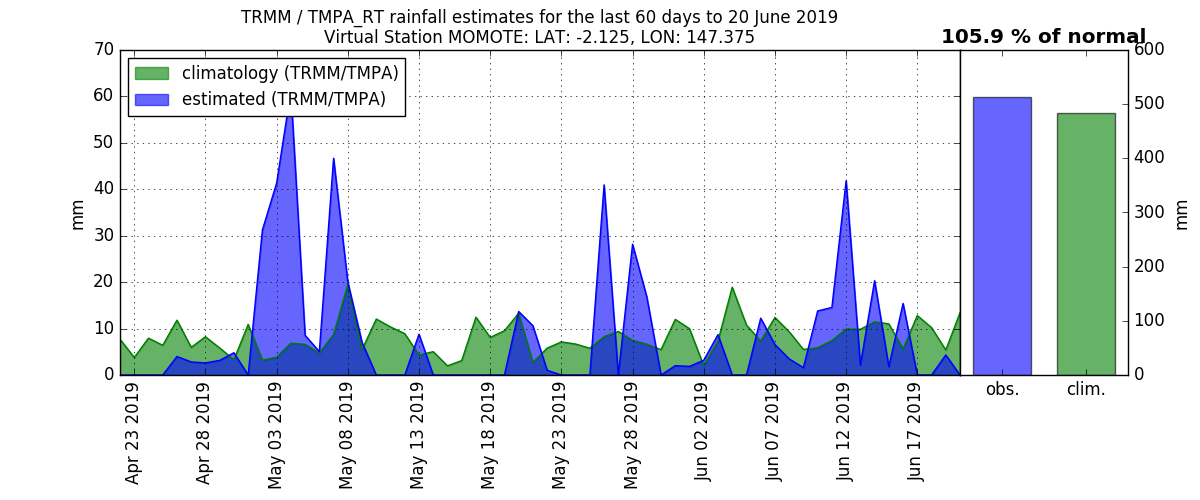 TRMM / TMPA_RT rainfall estimates for the last 60 days to 20 June 2019
Virtual Station MOMOTE: LAT: -2.125, LON: 147.375
105.9 % of normal
climatology (TRMM/TMPA)
estimated (TRMM/TMPA)
70
60
50
40
30
20
10
0
mm
Apr 23 2019
Apr 28 2019
May 03 2019
May 08 2019
May 13 2019
May 18 2019
May 23 2019
May 28 2019
Jun 02 2019
Jun 07 2019
Jun 12 2019
Jun 17 2019
obs.
clim.
600
500
400
300
200
100
0
mm